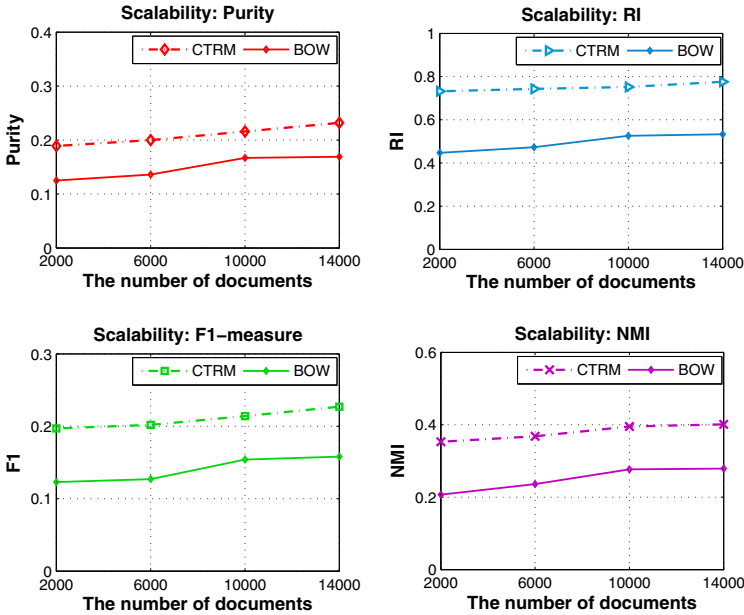 Scalability: Purity
0.4
0.3
0.2
0.1
0
Purity
CTRM BOW
2000 6000 10000 14000
The number of documents
Scalability: RI
1
0.8
0.6
0.4
0.2
0
RI
CTRM BOW
2000 6000 10000 14000
The number of documents
Scalability: F1−measure
0.3
0.2
0.1
0
F1
CTRM BOW
2000 6000 10000 14000
The number of documents
Scalability: NMI
0.6
0.4
0.2
0
NMI
CTRM BOW
2000 6000 10000 14000
The number of documents